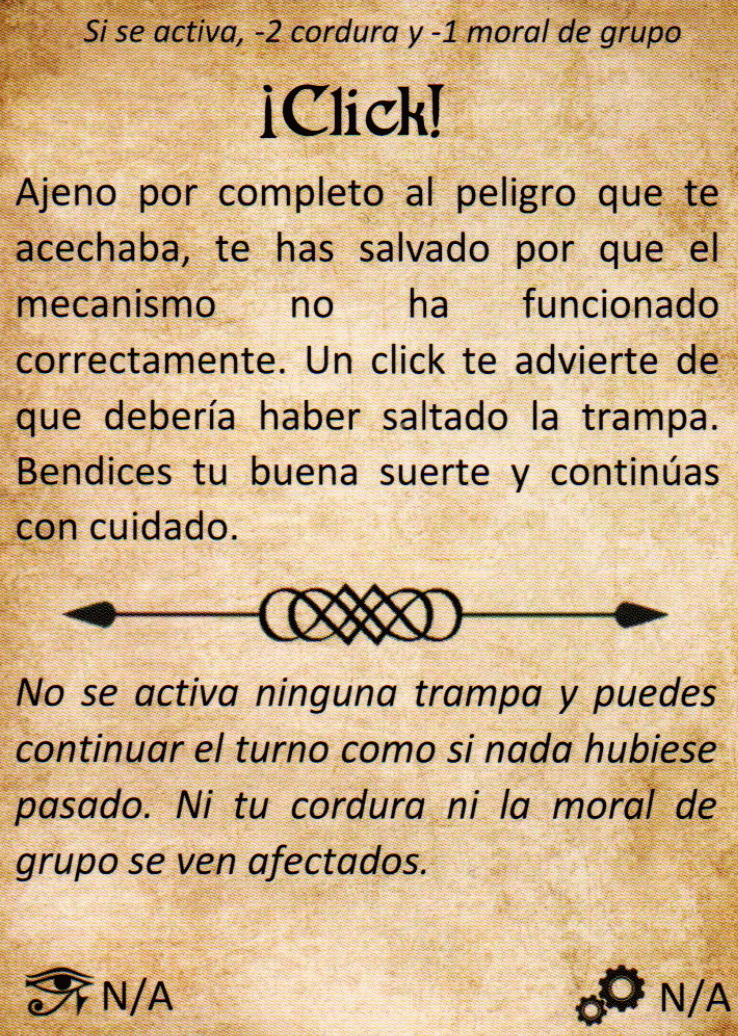 Si se activa, -2 cordura y -1 moral de grupo
¡Click!
Ajeno por completo al peligro que te
acechaba, te has salvado por que el
mecanismo no ha funcionado
correctamente. Un click te advierte de
que debería haber saltado la trampa.
Bendices tu buena suerte y continúas
con cuidado.
No se activa ninguna trampa y puedes
continuar el turno como si nada hubiese
pasado. Ni tu cordura ni la moral de
grupo se ven afectados.
N/A N/A